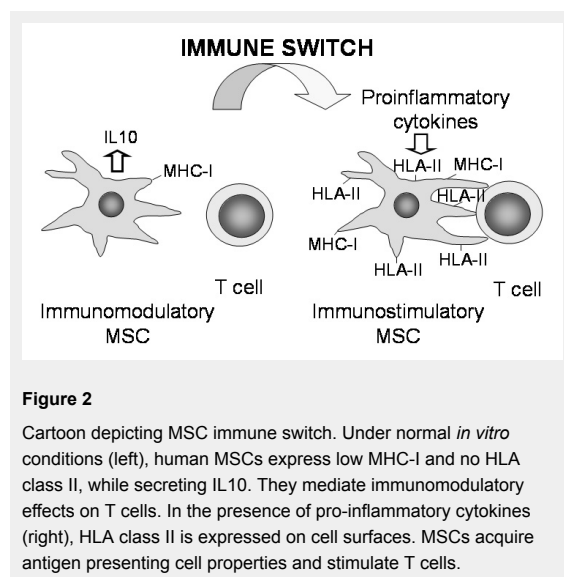 IMMUNE SWITCH
Proinflammatory
cytokines
IL10
MHC-I
HLA-II
MHC-I
HLA-II
HLA-II
MHC-I
HLA-II
HLA-II
T cell
T cell
Immunomodulatory
MSC
Immunostimulatory
MSC
Figure 2
Cartoon depicting MSC immune switch. Under normal in vitro
conditions (left), human MSCs express low MHC-I and no HLA
class II, while secreting IL10. They mediate immunomodulatory
effects on T cells. In the presence of pro-inflammatory cytokines
(right), HLA class II is expressed on cell surfaces. MSCs acquire
antigen presenting cell properties and stimulate T cells.